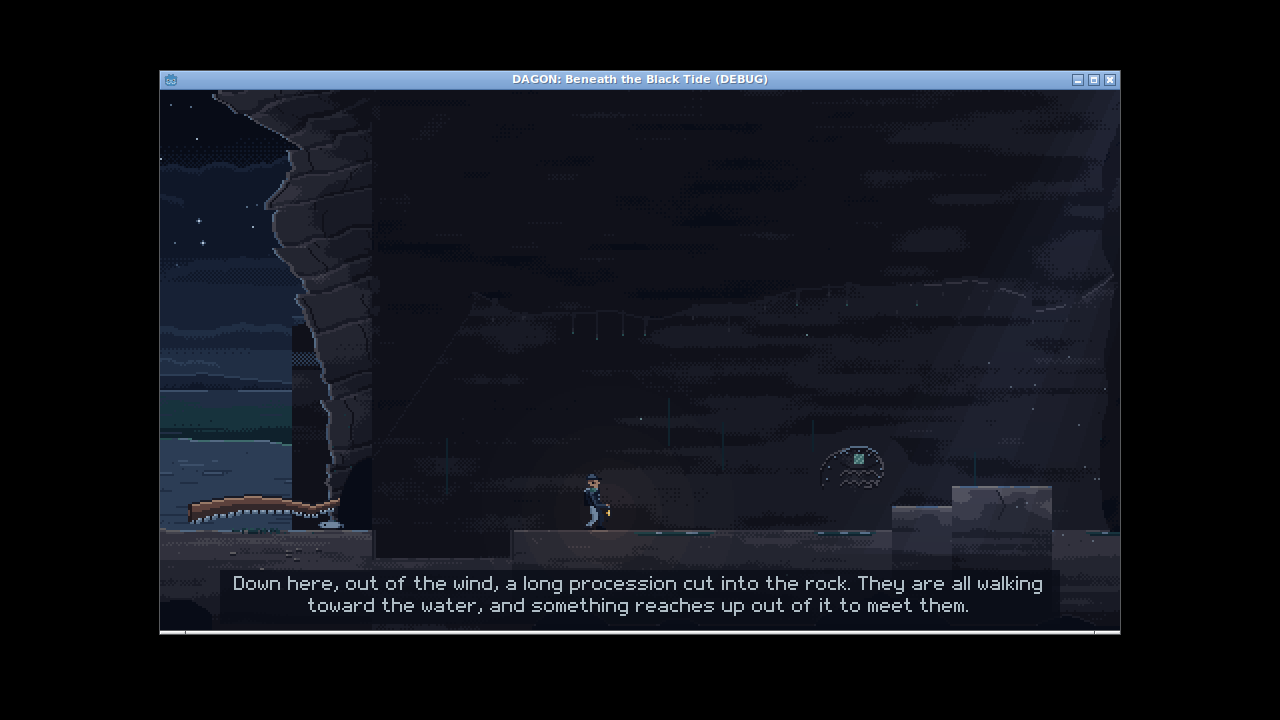 DAGON: Beneath the Black Tide (DEBUG)
Down here, out of the wind, a long procession cut into the rock. They are all walking
toward the water, and something reaches up out of it to meet them.